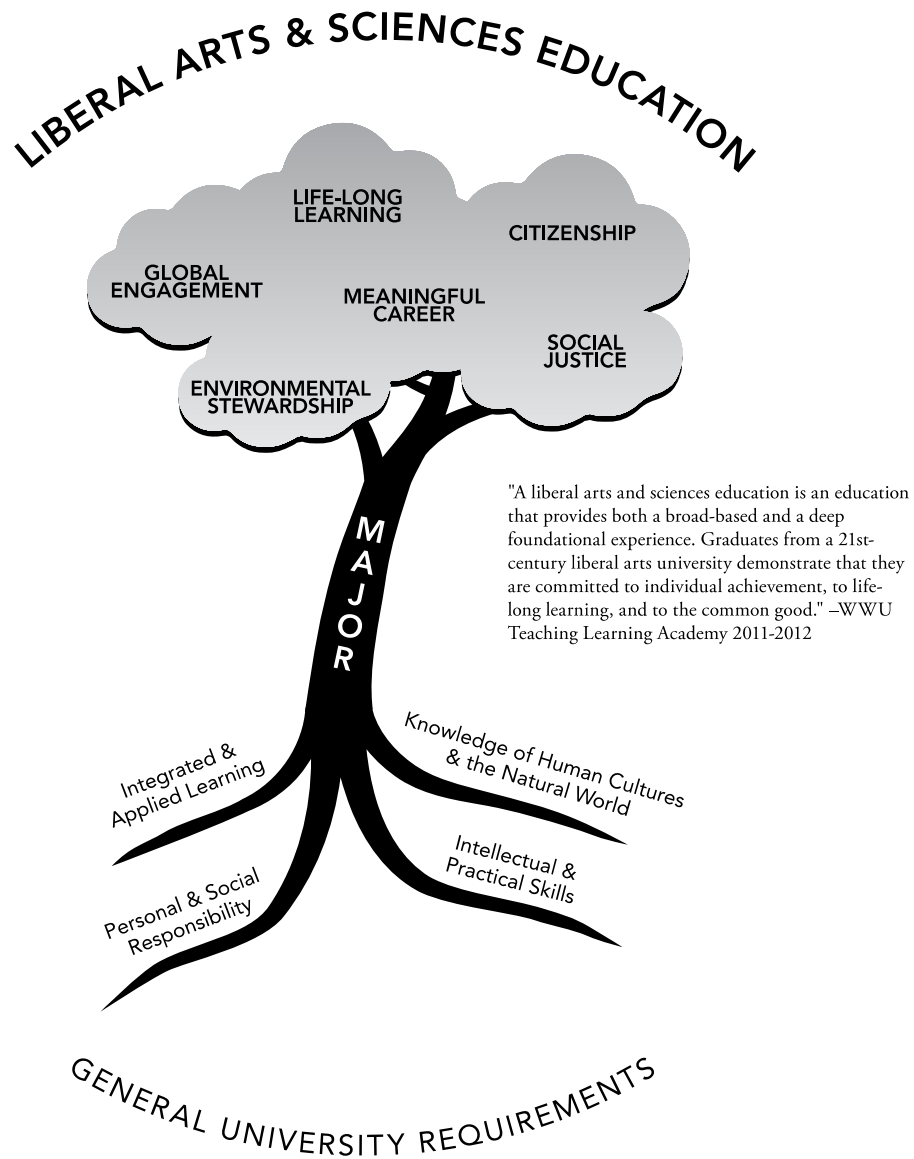 LIBERAL ARTS & SCIENCES EDUCATION
LIFE-LONG
LEARNING
CITIZENSHIP
GLOBAL
ENGAGEMENT
MEANINGFUL
CAREER
SOCIAL
JUSTICE
ENVIRONMENTAL
STEWARDSHIP
MAJOR
"A liberal arts and sciences education is an education
that provides both a broad-based and a deep
foundational experience. Graduates from a 21st-
century liberal arts university demonstrate that they
are committed to individual achievement, to life-
long learning, and to the common good." –WWU
Teaching Learning Academy 2011-2012
Integrated &
Applied Learning
Knowledge of Human Cultures
& the Natural World
Personal & Social
Responsibility
Intellectual &
Practical Skills
GENERAL UNIVERSITY REQUIREMENTS